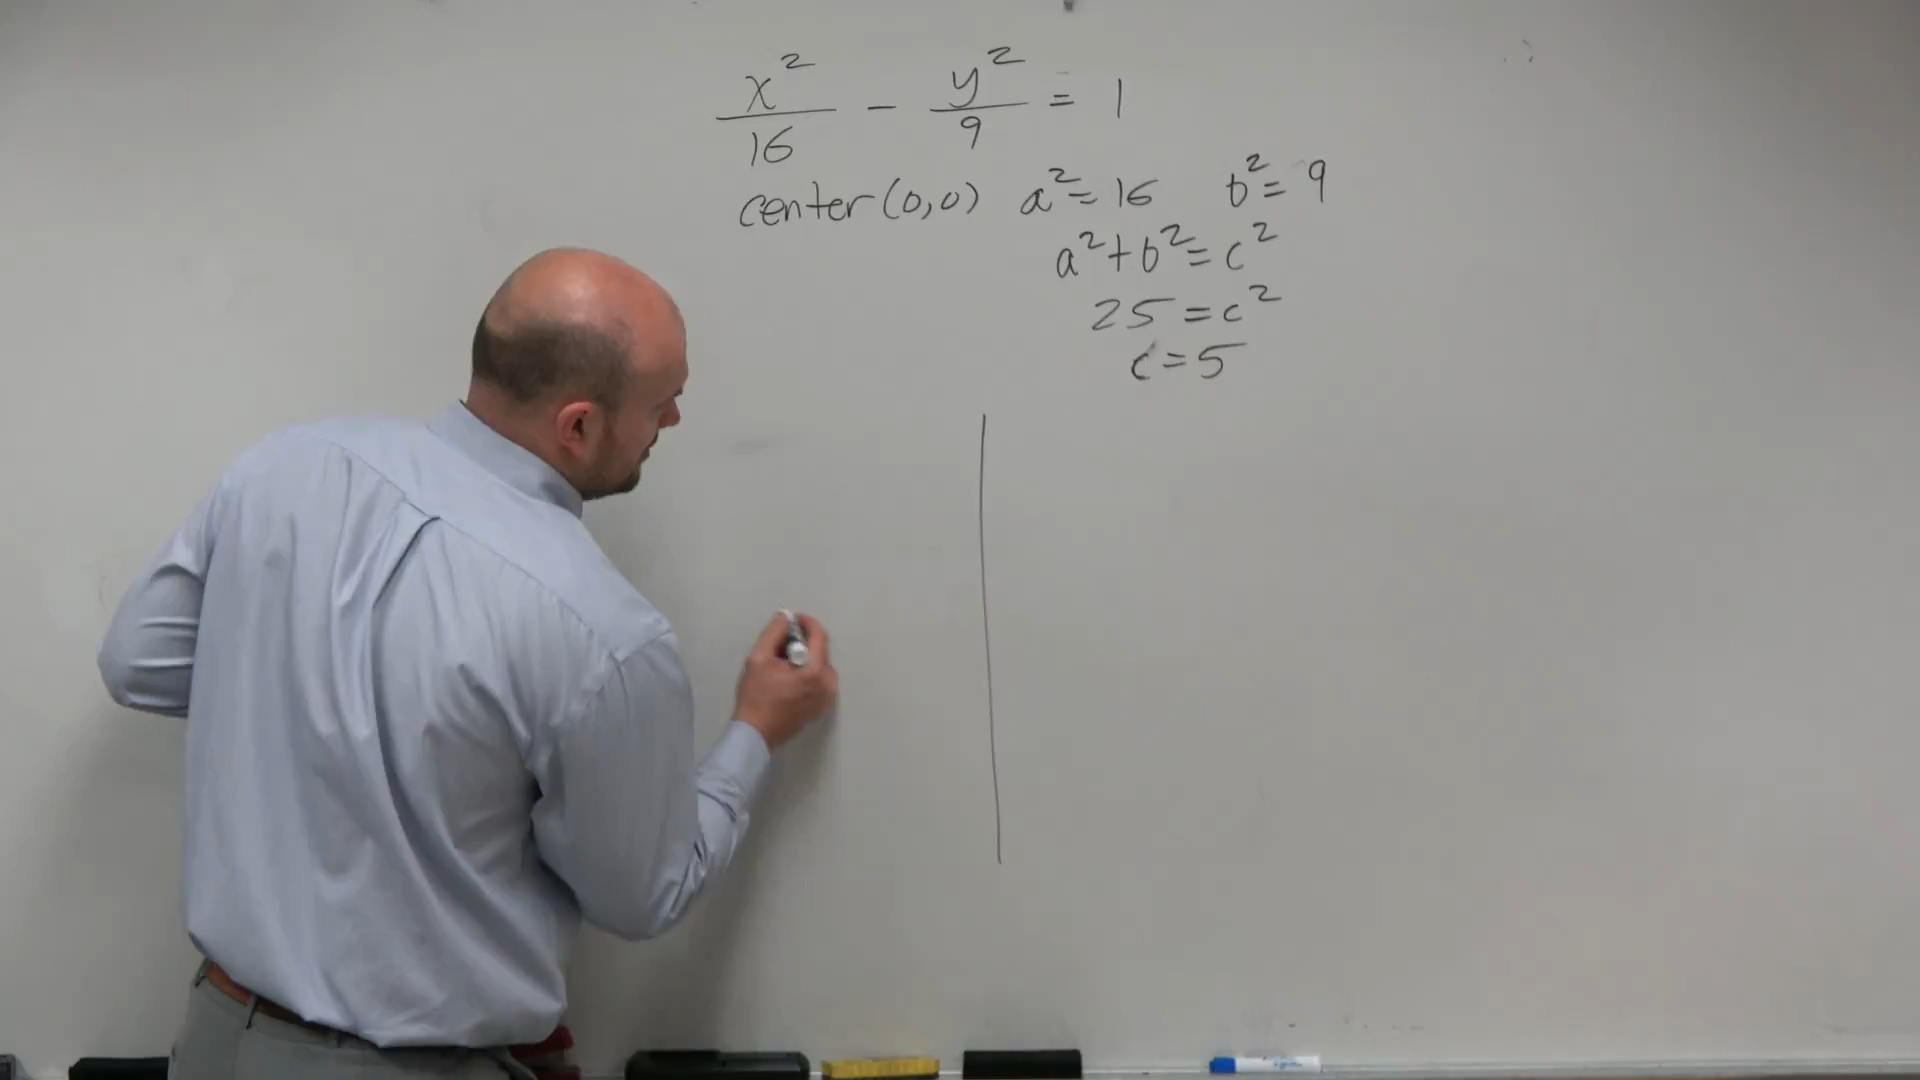 x²/16 - y²/9 = 1
center (0,0) a² = 16 b² = 9
a² + b² = c²
25 = c²
c = 5